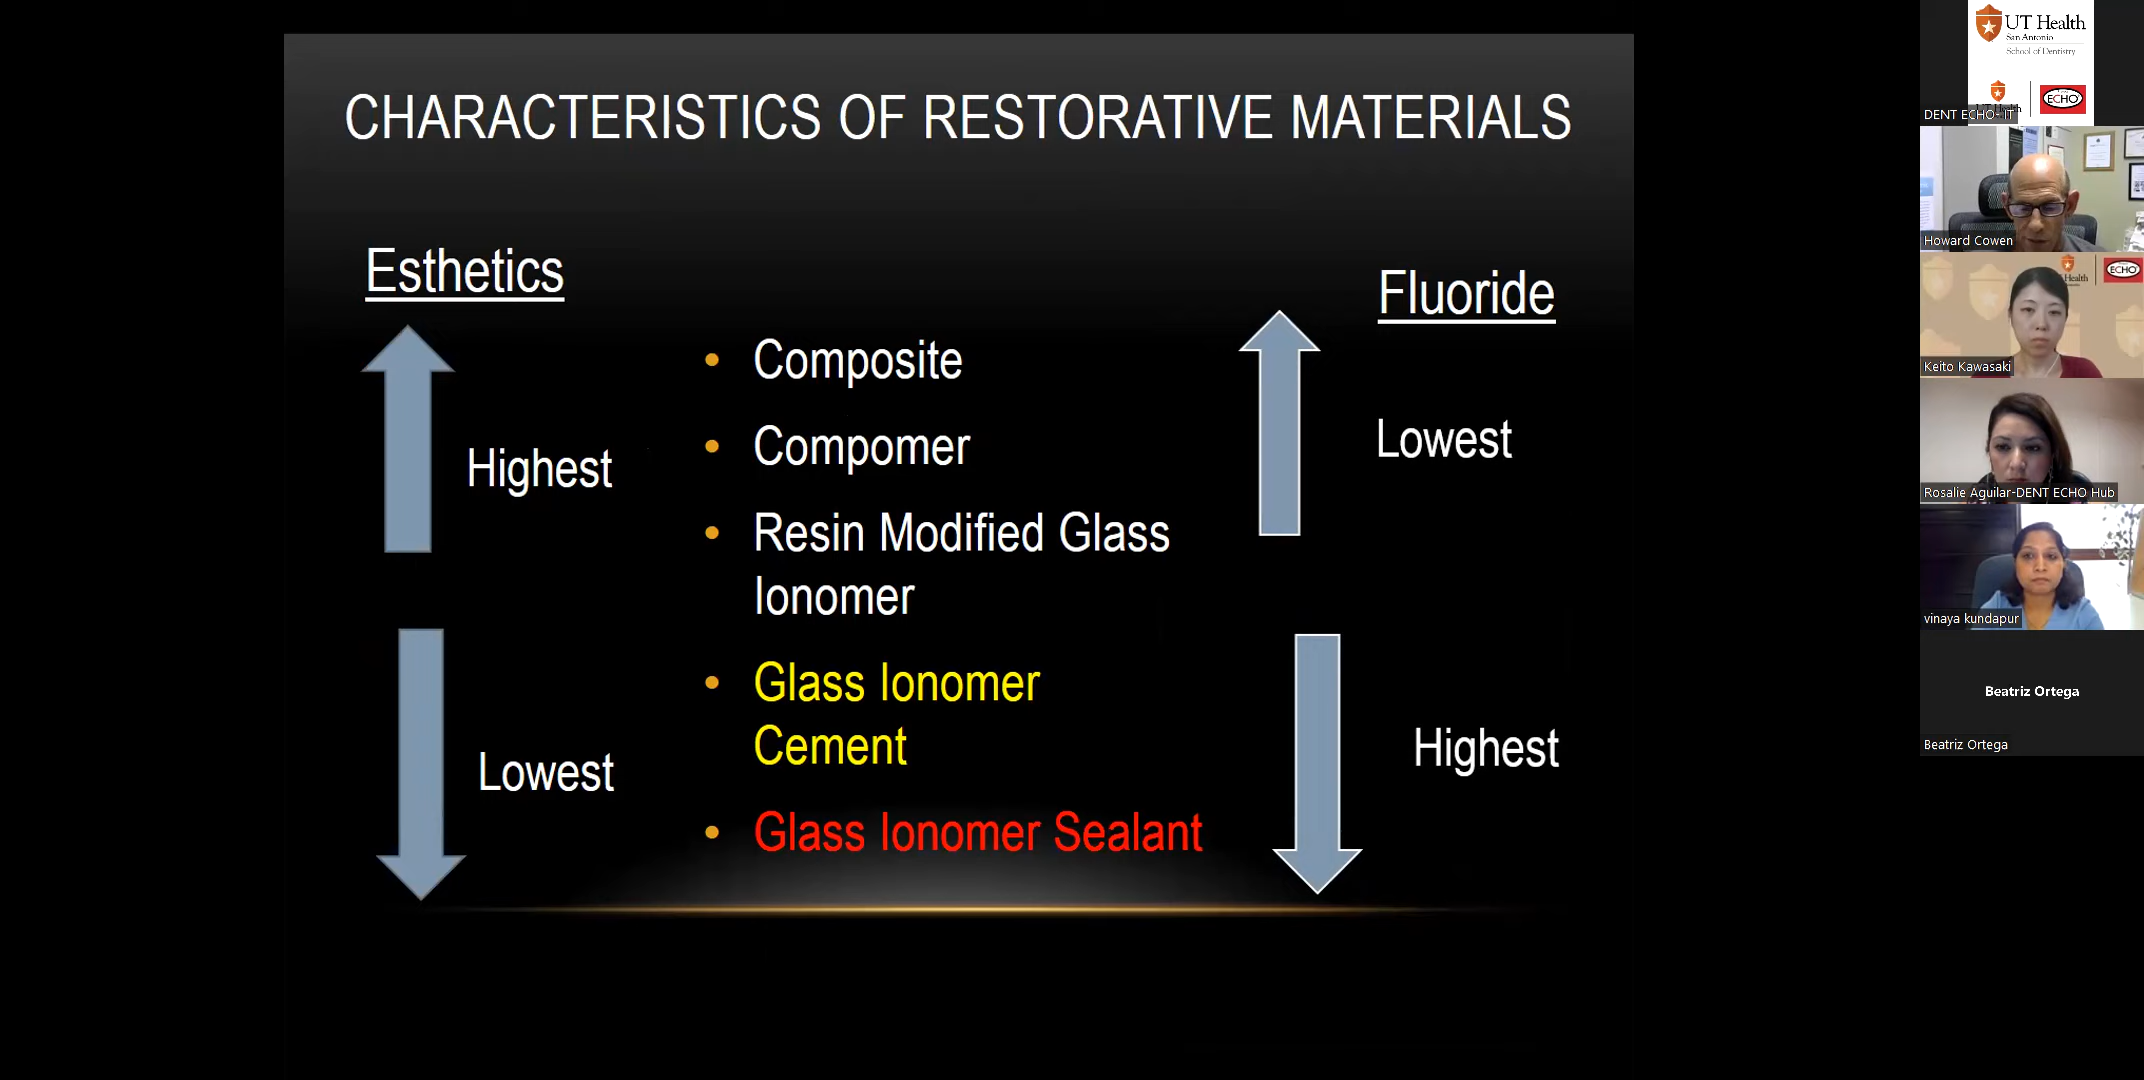 CHARACTERISTICS OF RESTORATIVE MATERIALS
Esthetics
Highest
Lowest
• Composite
• Compomer
• Resin Modified Glass
Ionomer
• Glass Ionomer
Cement
• Glass Ionomer Sealant
Fluoride
Lowest
Highest
UT Health
San Antonio
School of Dentistry
ECHO
DENT ECHO- IT
Howard Cowen
ECHO
Keito Kawasaki
Rosalie Aguilar-DENT ECHO Hub
vinaya kundapur
Beatriz Ortega
Beatriz Ortega